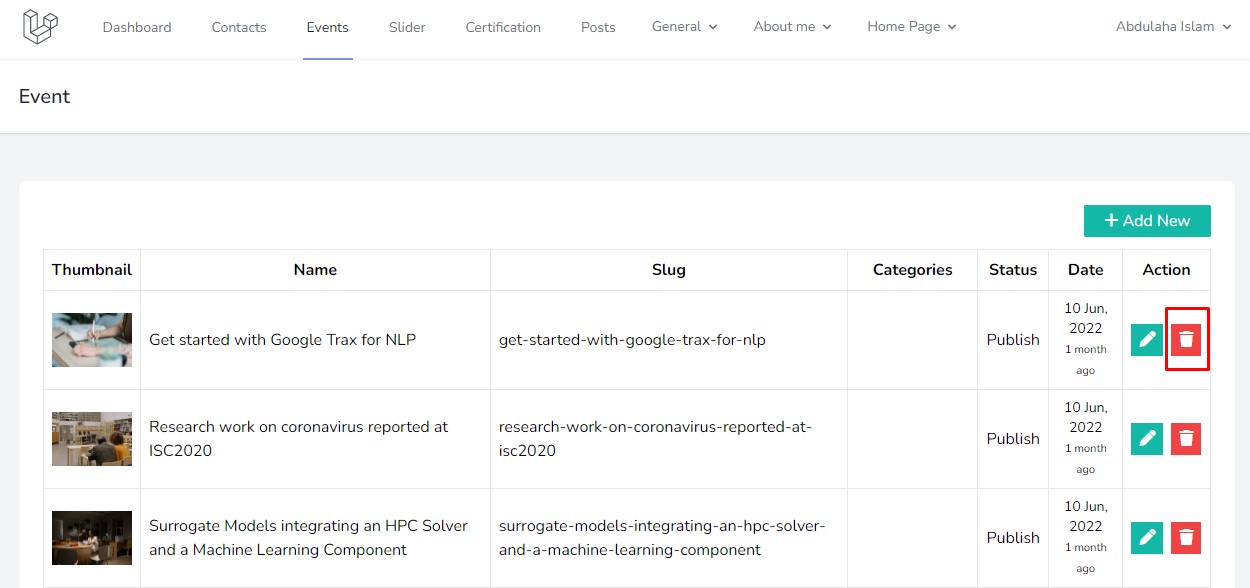 Dashboard Contacts Events Slider Certification Posts General About me Home Page Abdulaha Islam
Event
Add New
Thumbnail Name Slug Categories Status Date Action
Get started with Google Trax for NLP get-started-with-google-trax-for-nlp Publish 10 Jun,
2022
1 month
ago
Research work on coronavirus reported at research-work-on-coronavirus-reported-at- Publish 10 Jun,
ISC2020 isc2020 2022
1 month
ago
Surrogate Models integrating an HPC Solver surrogate-models-integrating-an-hpc-solver- Publish 10 Jun,
and a Machine Learning Component and-a-machine-learning-component 2022
1 month
ago